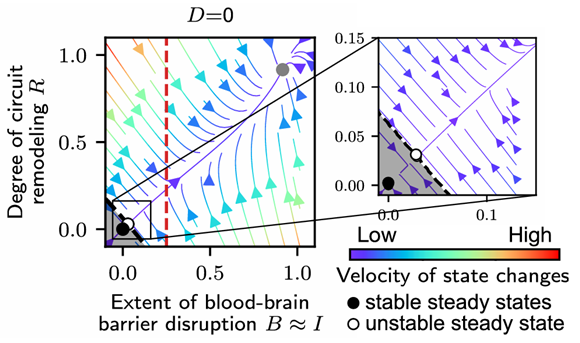 D=0
Degree of circuit
remodeling R
1.0
0.5
0.0
0.0
0.5
1.0
Extent of blood-brain
barrier disruption B ≈ I
0.15
0.10
0.05
0.00
0.0
0.1
Low
High
Velocity of state changes
stable steady states
unstable steady state